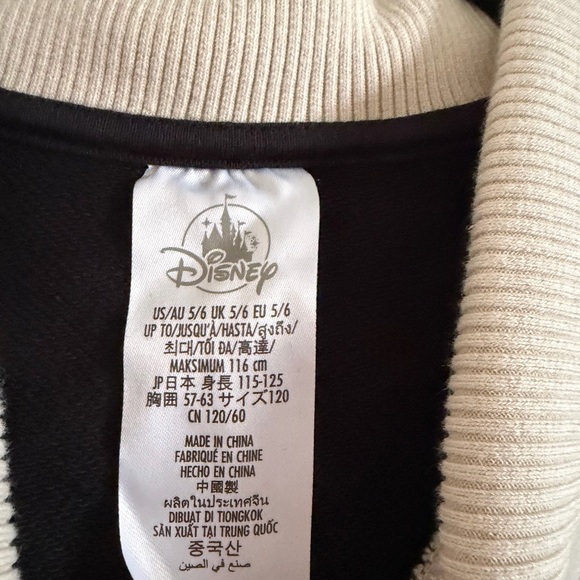 Disney
US/AU 5/6 UK 5/6 EU 5/6
UP TO/JUSQU'À/HASTA/สูงถึง/
최대/TỐI ĐA/高達/
MAKSIMUM 116 cm
JP日本 身長 115-125
胸囲 57-63 サイズ120
CN 120/60
MADE IN CHINA
FABRIQUÉ EN CHINE
HECHO EN CHINA
中國製
ผลิตในประเทศจีน
DIBUAT DI TIONGKOK
SẢN XUẤT TẠI TRUNG QUỐC
중국산
صنع في الصين